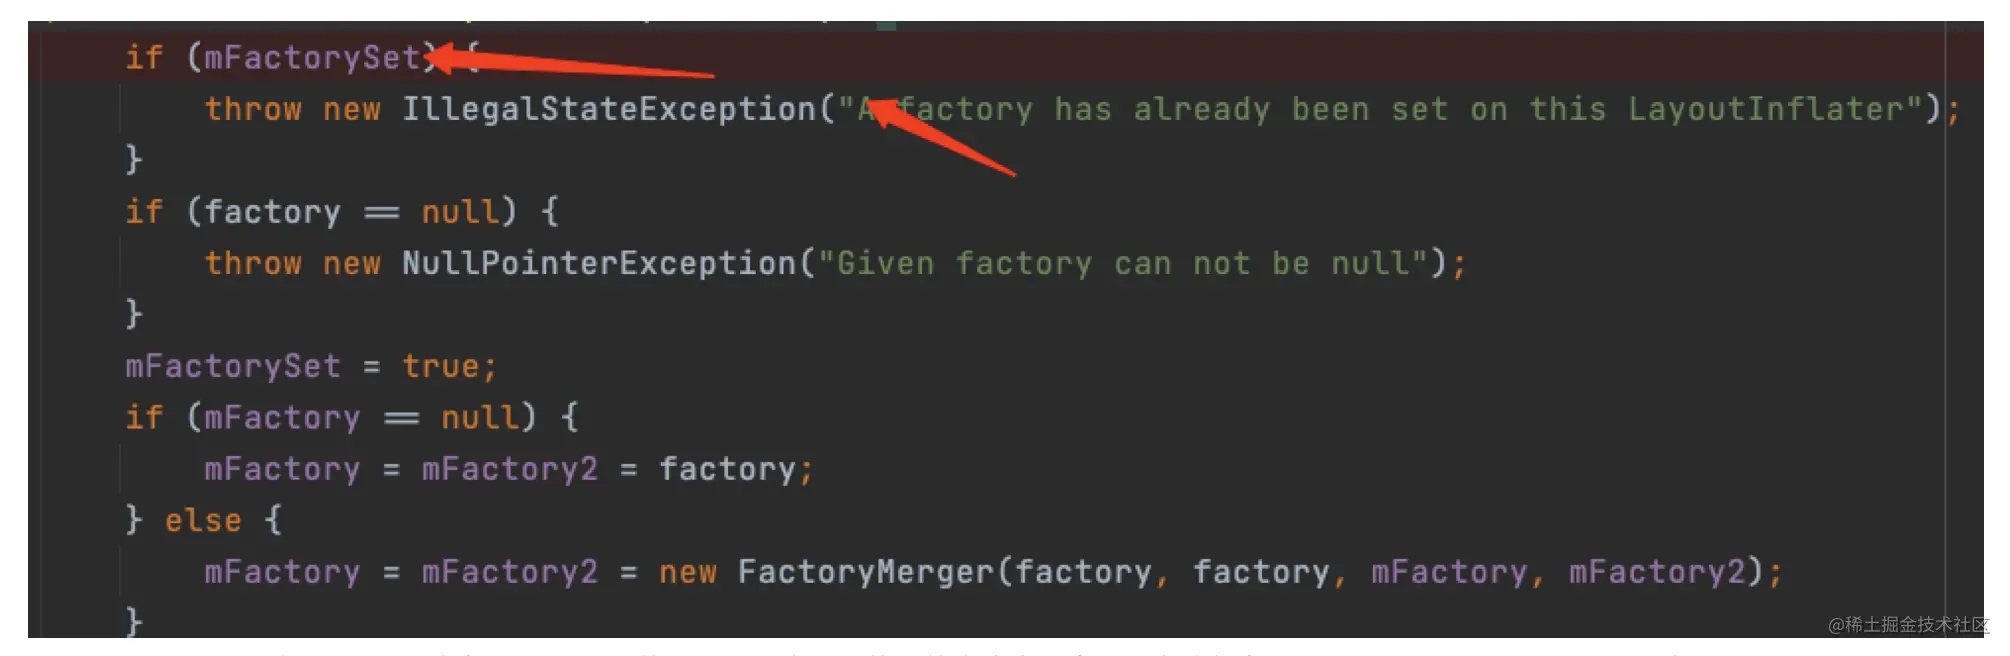 if (mFactorySet) {
throw new IllegalStateException("A factory has already been set on this LayoutInflater");
}
if (factory == null) {
throw new NullPointerException("Given factory can not be null");
}
mFactorySet = true;
if (mFactory == null) {
mFactory = mFactory2 = factory;
} else {
mFactory = mFactory2 = new FactoryMerger(factory, factory, mFactory, mFactory2);
}
@稀土掘金技术社区